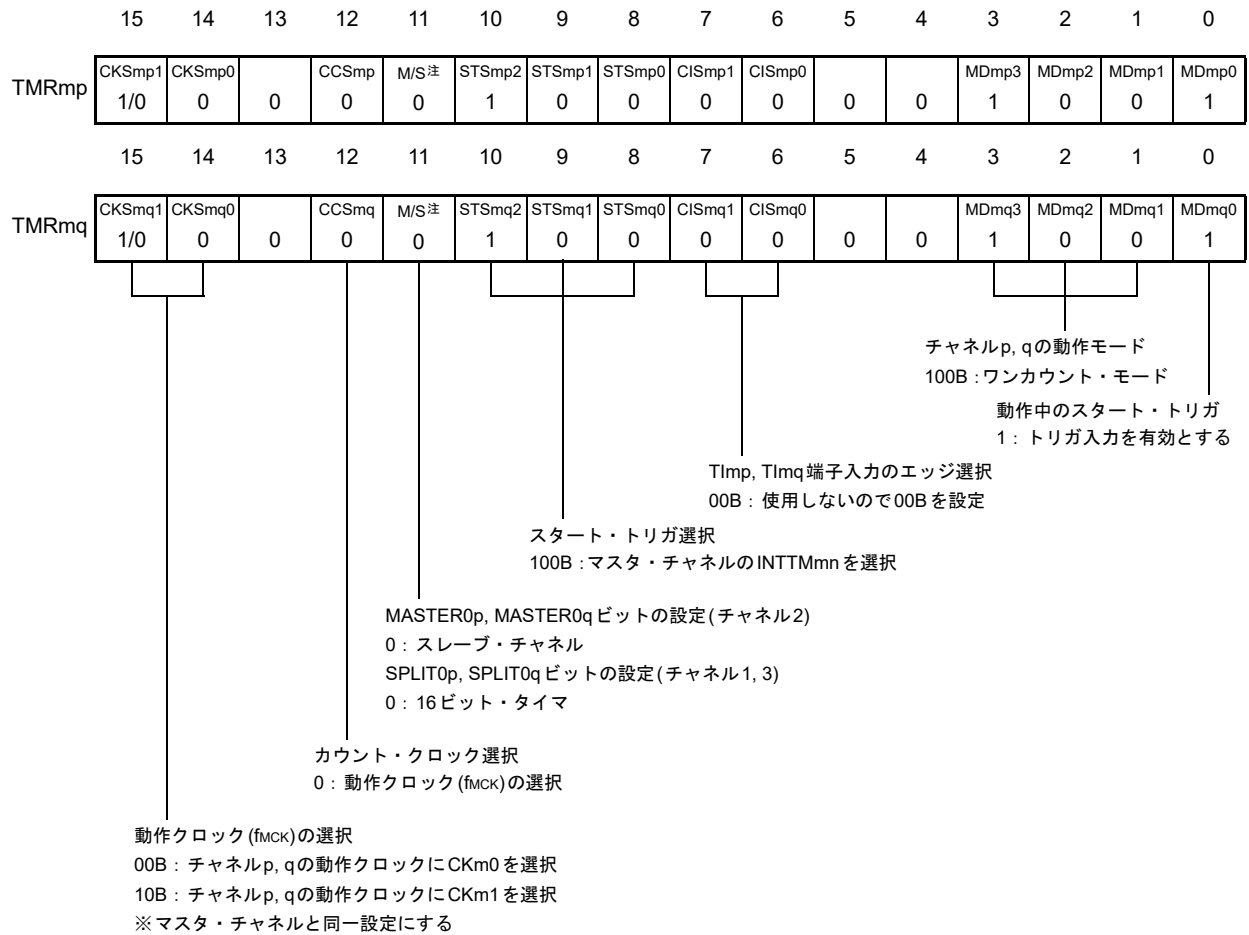 15 14 13 12 11 10 9 8 7 6 5 4 3 2 1 0
TMRmp CKSmp1 CKSmp0 CCSmp M/S注 STSmp2 STSmp1 STSmp0 CISmp1 CISmp0 MDmp3 MDmp2 MDmp1 MDmp0
1/0 0 0 0 0 1 0 0 0 0 0 0 1 0 0 1
15 14 13 12 11 10 9 8 7 6 5 4 3 2 1 0
TMRmq CKSmq1 CKSmq0 CCSmq M/S注 STSmq2 STSmq1 STSmq0 CISmq1 CISmq0 MDmq3 MDmq2 MDmq1 MDmq0
1/0 0 0 0 0 1 0 0 0 0 0 0 1 0 0 1
チャネルp, qの動作モード
100B：ワンカウント・モード
動作中のスタート・トリガ
1：トリガ入力を有効とする
TImp, TImq端子入力のエッジ選択
00B：使用しないので00Bを設定
スタート・トリガ選択
100B：マスタ・チャネルのINTTMmnを選択
MASTER0p, MASTER0qビットの設定(チャネル2)
0：スレーブ・チャネル
SPLIT0p, SPLIT0qビットの設定(チャネル1, 3)
0：16ビット・タイマ
カウント・クロック選択
0：動作クロック(fMCK)の選択
動作クロック(fMCK)の選択
00B：チャネルp, qの動作クロックにCKm0を選択
10B：チャネルp, qの動作クロックにCKm1を選択
※マスタ・チャネルと同一設定にする